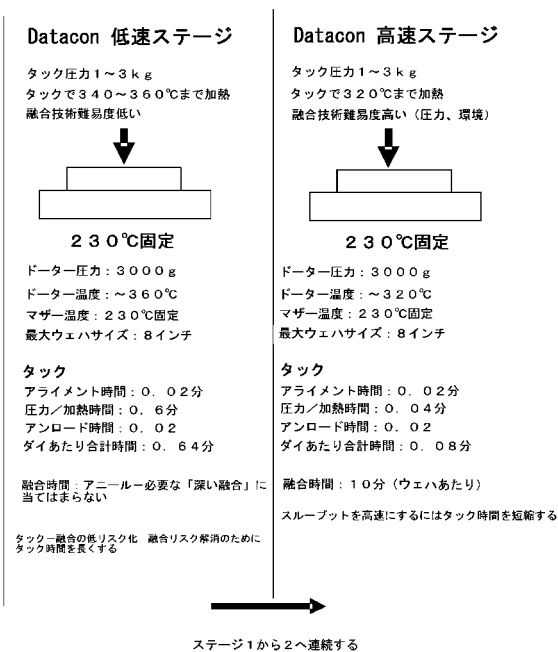 Datacon 低速ステージ
タック圧力1～3kg
タックで340～360℃まで加熱
融合技術難易度低い
230℃固定
ドーター圧力：3000g
ドーター温度：～360℃
マザー温度：230℃固定
最大ウェハサイズ：8インチ
タック
アライメント時間：0．02分
圧力／加熱時間：0．6分
アンロード時間：0．02
ダイあたり合計時間：0．64分
融合時間：アニールー必要な「深い融合」に
当てはまらない
タックー融合の低リスク化　融合リスク解消のために
タック時間を長くする
Datacon 高速ステージ
タック圧力1～3kg
タックで320℃まで加熱
融合技術難易度高い（圧力、環境）
230℃固定
ドーター圧力：3000g
ドーター温度：～320℃
マザー温度：230℃固定
最大ウェハサイズ：8インチ
タック
アライメント時間：0．02分
圧力／加熱時間：0．04分
アンロード時間：0．02
ダイあたり合計時間：0．08分
融合時間：10分（ウェハあたり）
スループットを高速にするにはタック時間を短縮する
ステージ1から2へ連続する